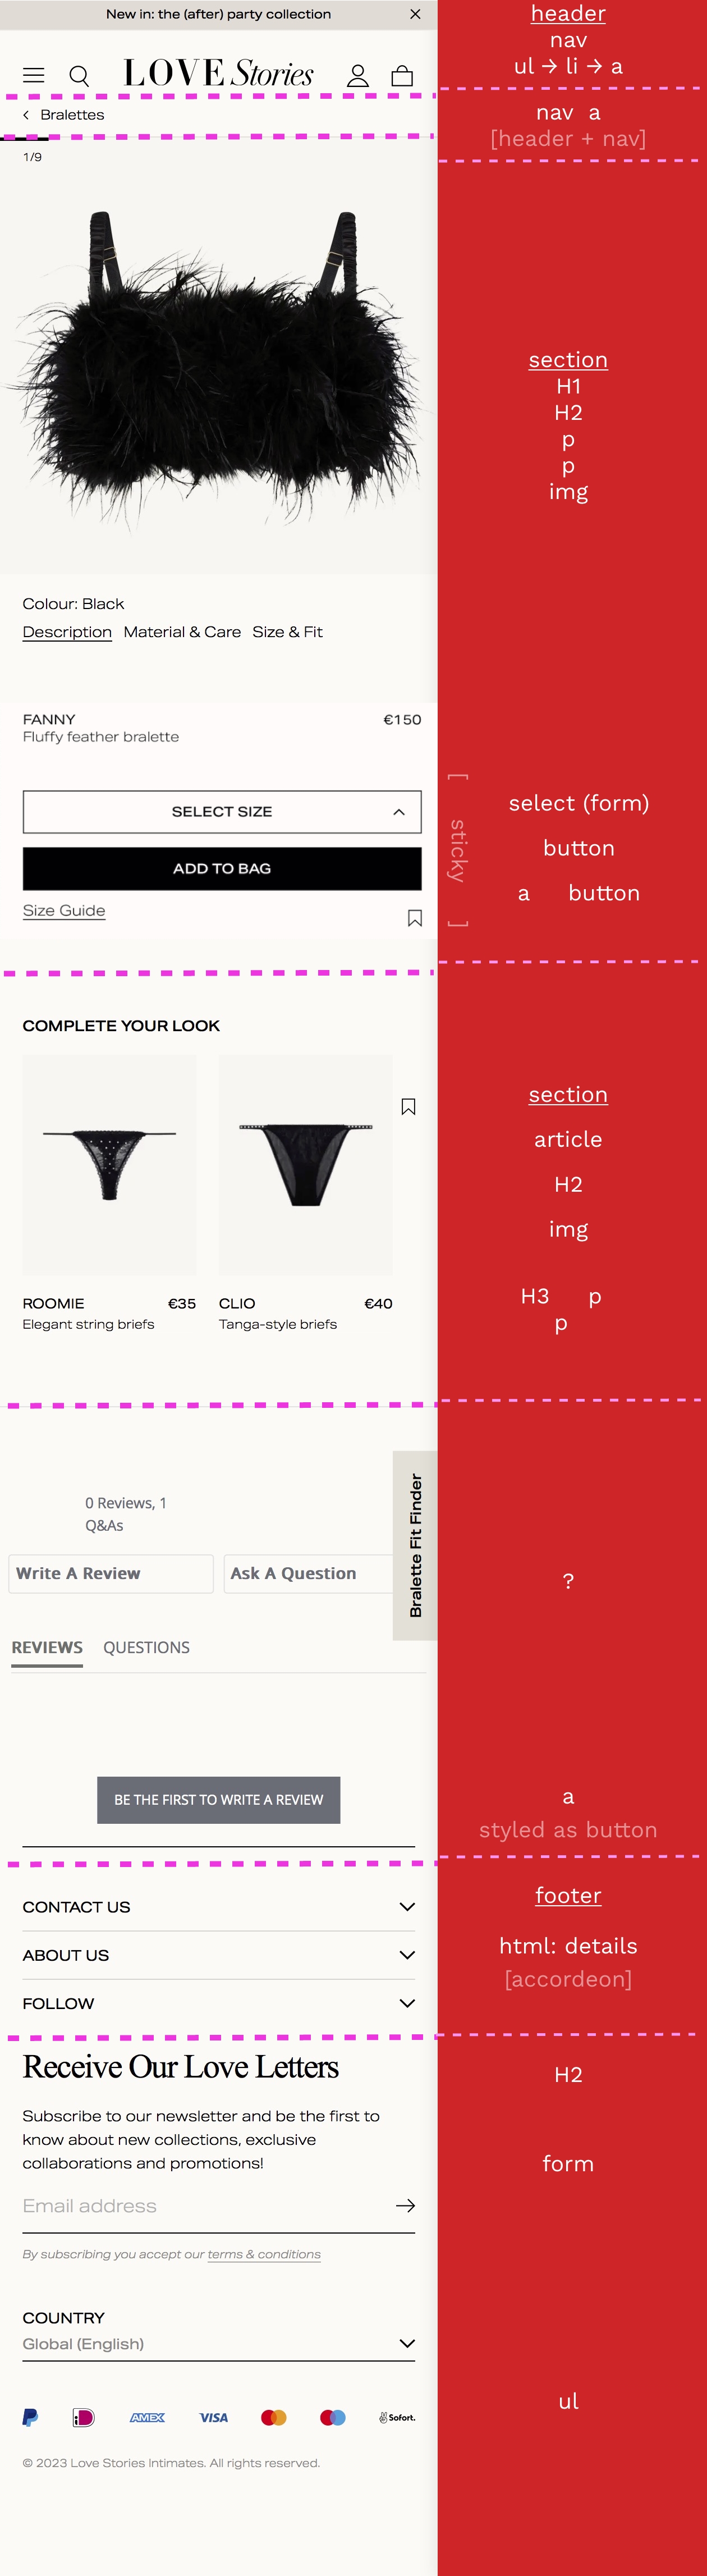 New in: the (after) party collection
LOVE Stories
Bralettes
1/9
Colour: Black
Description Material & Care Size & Fit
FANNY €150
Fluffy feather bralette
SELECT SIZE
ADD TO BAG
Size Guide
COMPLETE YOUR LOOK
ROOMIE €35
Elegant string briefs
CLIO €40
Tanga-style briefs
0 Reviews, 1
Q&As
Write A Review
Ask A Question
Bralette Fit Finder
REVIEWS QUESTIONS
BE THE FIRST TO WRITE A REVIEW
CONTACT US
ABOUT US
FOLLOW
Receive Our Love Letters
Subscribe to our newsletter and be the first to
know about new collections, exclusive
collaborations and promotions!
Email address
By subscribing you accept our terms & conditions
COUNTRY
Global (English)
iD AMEX VISA Sofort.
© 2023 Love Stories Intimates. All rights reserved.
header
nav
ul → li → a
nav a
[header + nav]
section
H1
H2
p
p
img
[ sticky ]
select (form)
button
a button
section
article
H2
img
H3 p
p
?
a
styled as button
footer
html: details
[accordeon]
H2
form
ul